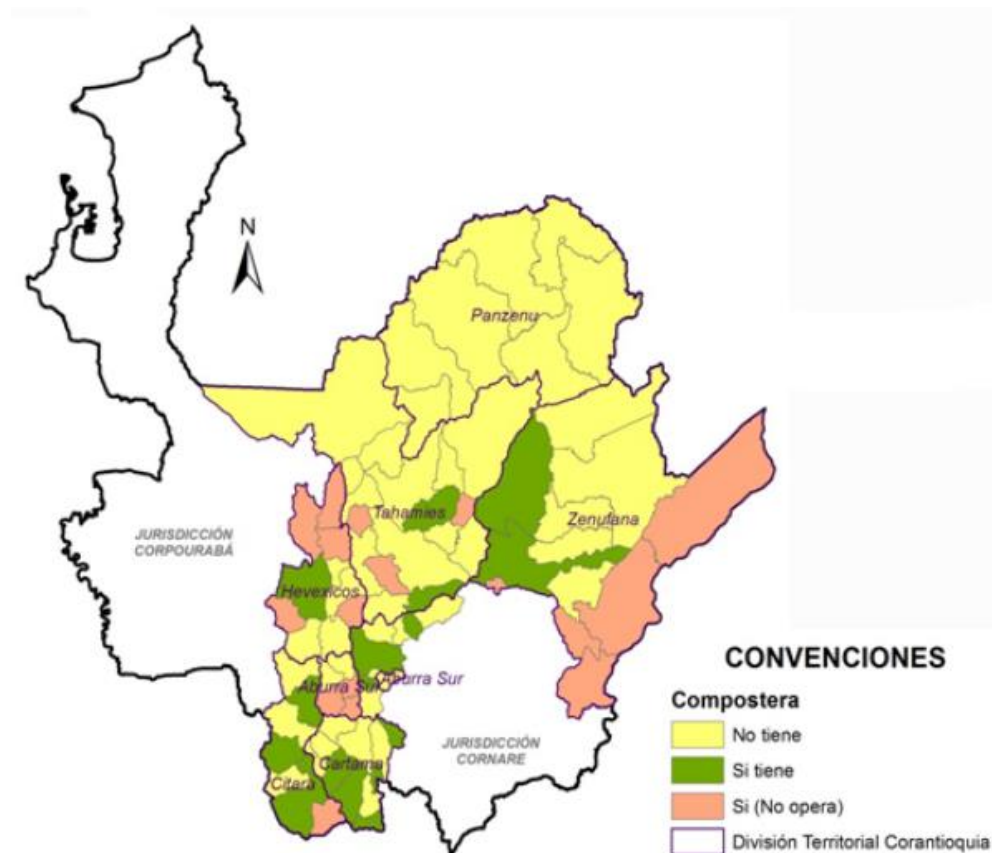 N
Panzenu
Tahamies
Zenufana
JURISDICCIÓN
CORPOURABÁ
Hevexicos
Aburra Sur
Aburra Sur
JURISDICCIÓN
CORNARE
Cartama
Citara
CONVENCIONES
Compostera
No tiene
Si tiene
Si (No opera)
División Territorial Corantioquia